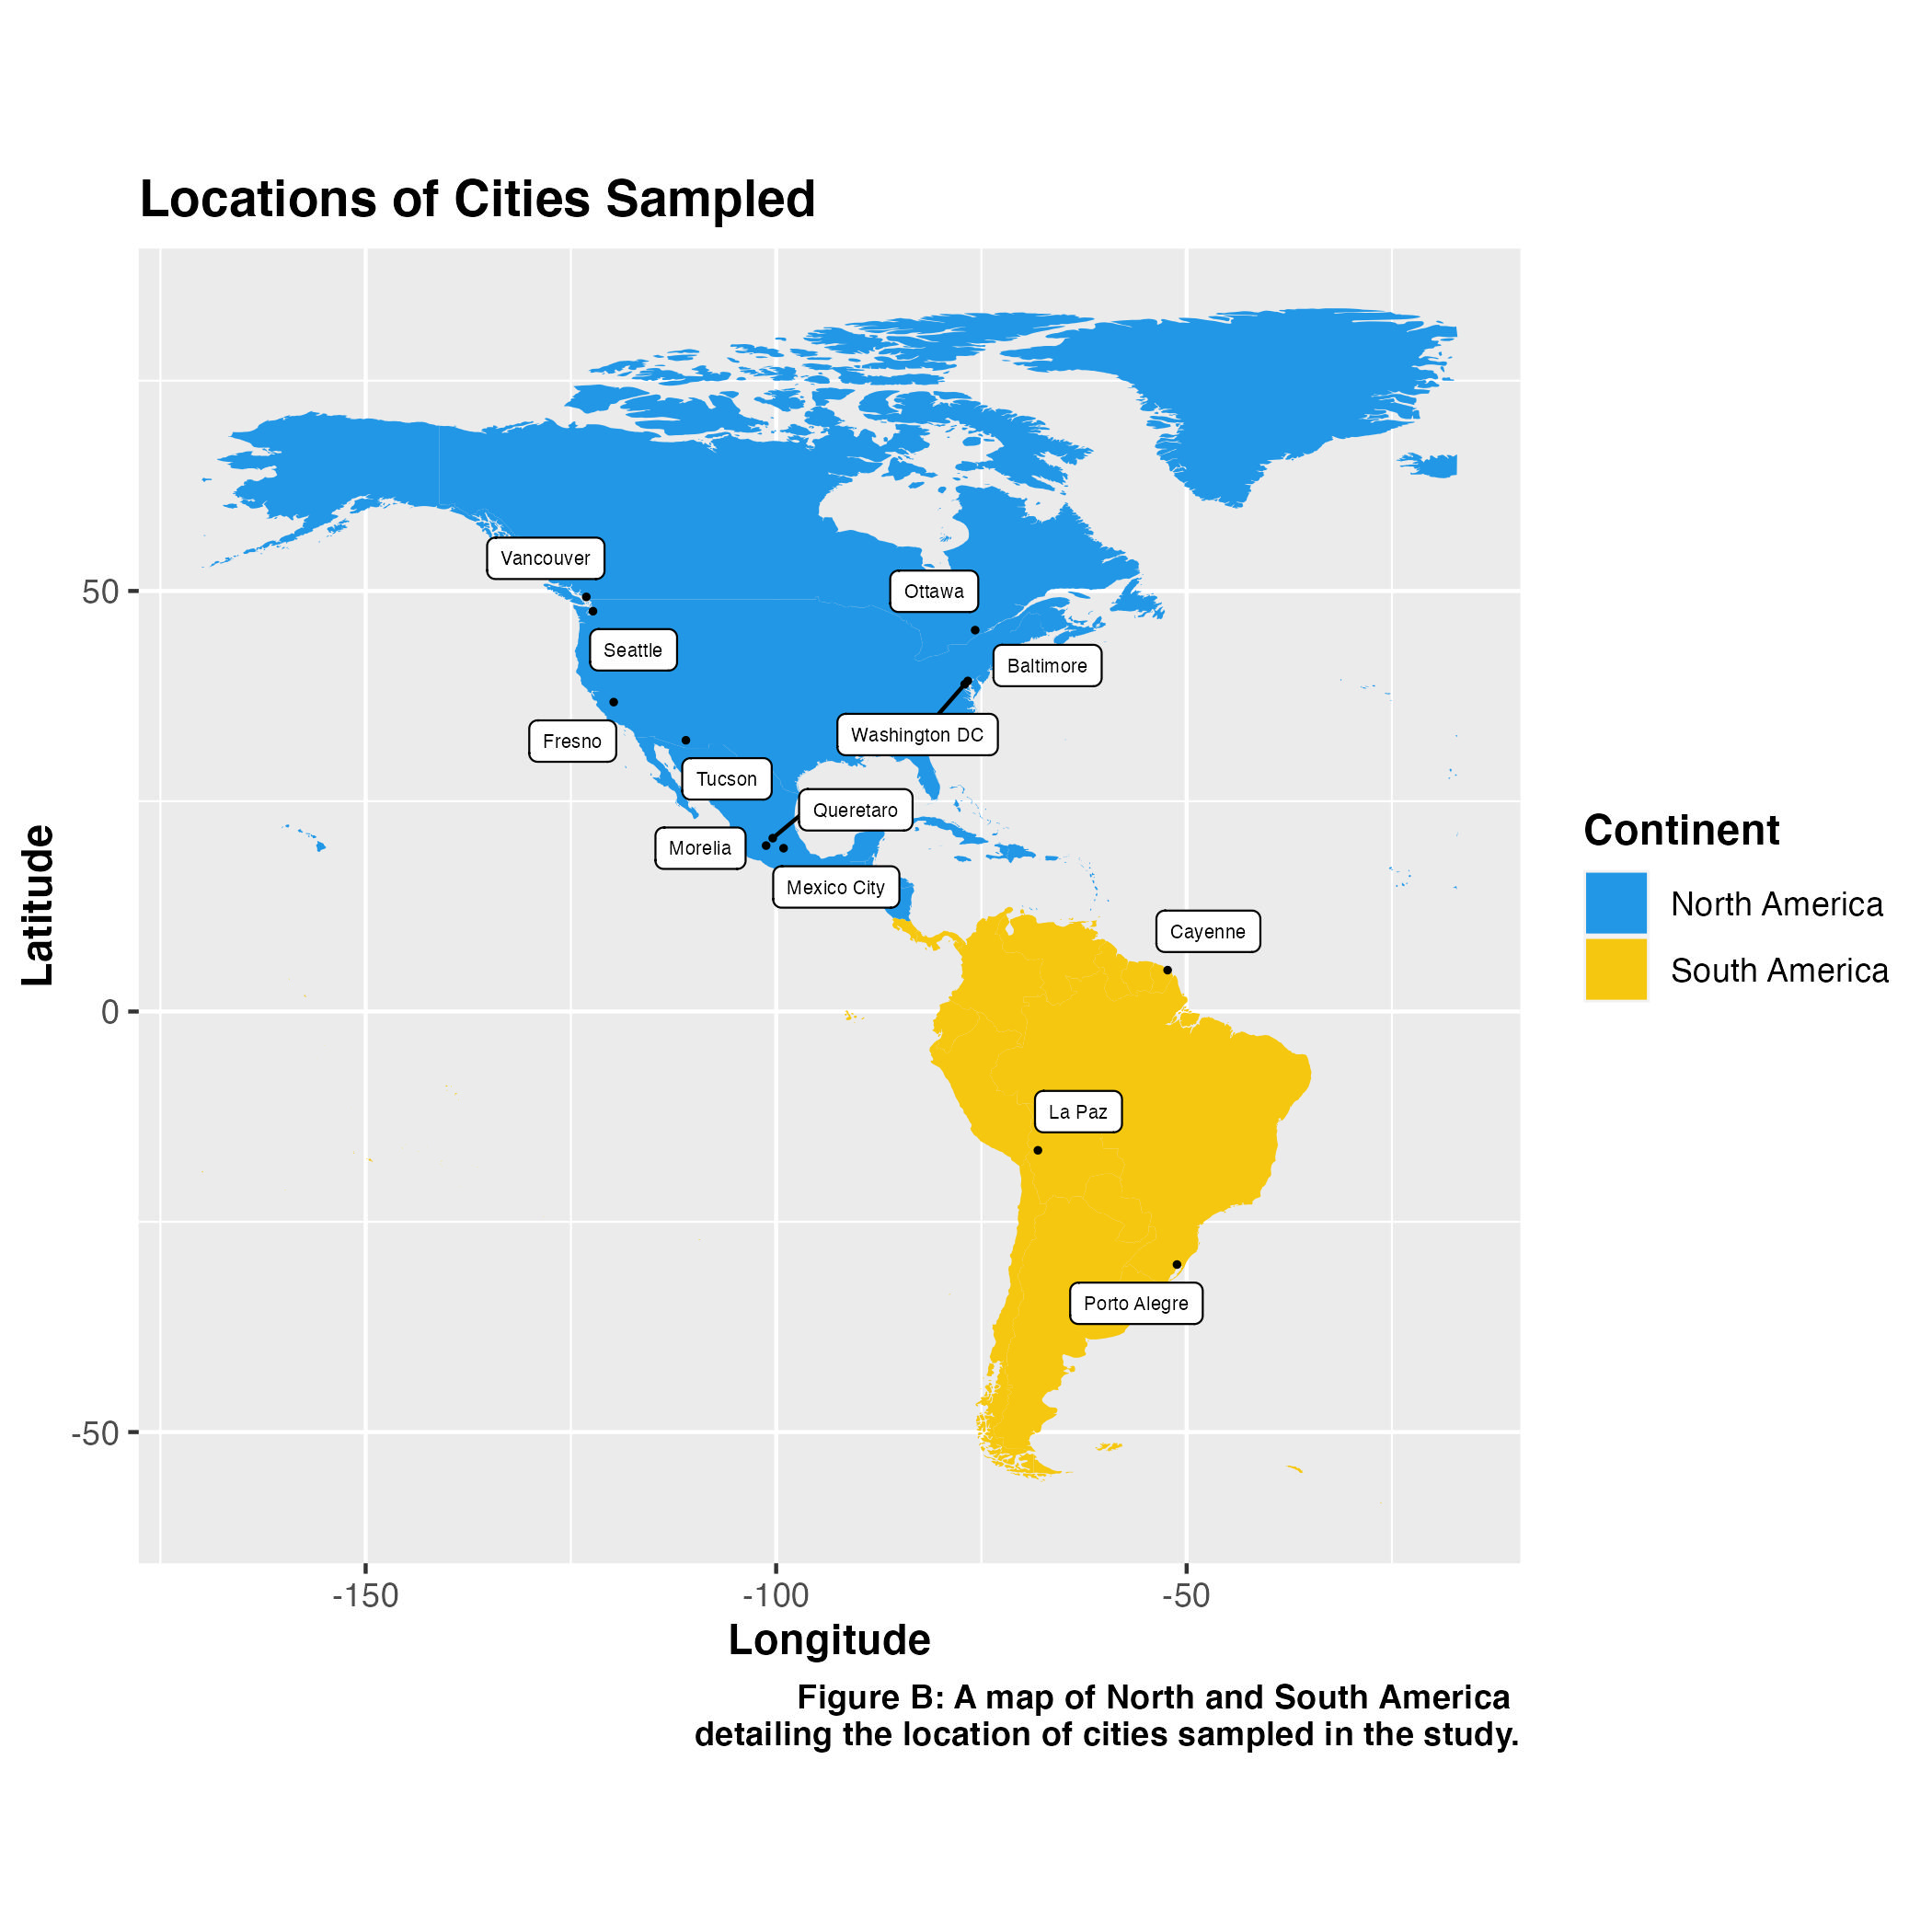 Locations of Cities Sampled
Vancouver
Ottawa
Seattle
Baltimore
Fresno
Washington DC
Tucson
Queretaro
Morelia
Mexico City
Cayenne
La Paz
Porto Alegre
50
0
-50
Latitude
-150
-100
-50
Longitude
Continent
North America
South America
Figure B: A map of North and South America
detailing the location of cities sampled in the study.